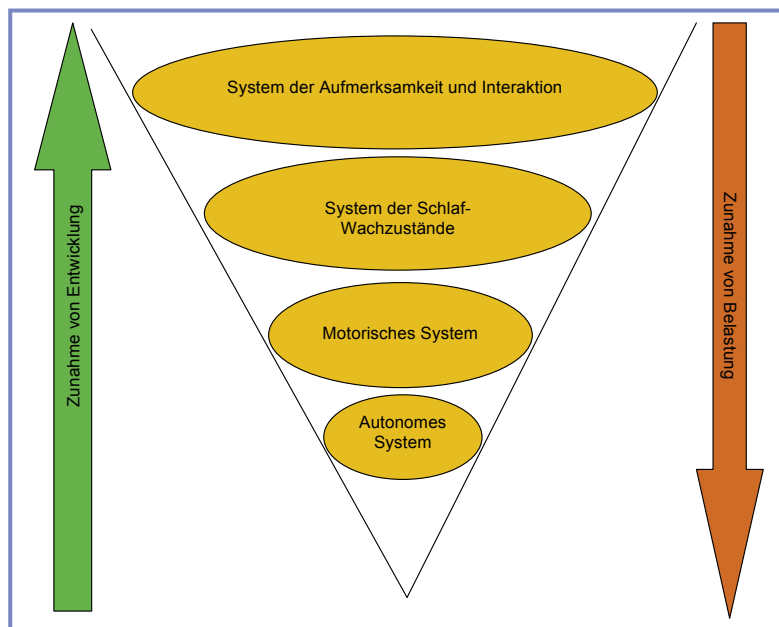 System der Aufmerksamkeit und Interaktion
System der Schlaf-
Wachzustände
Motorisches System
Autonomes
System
Zunahme von Entwicklung
Zunahme von Belastung